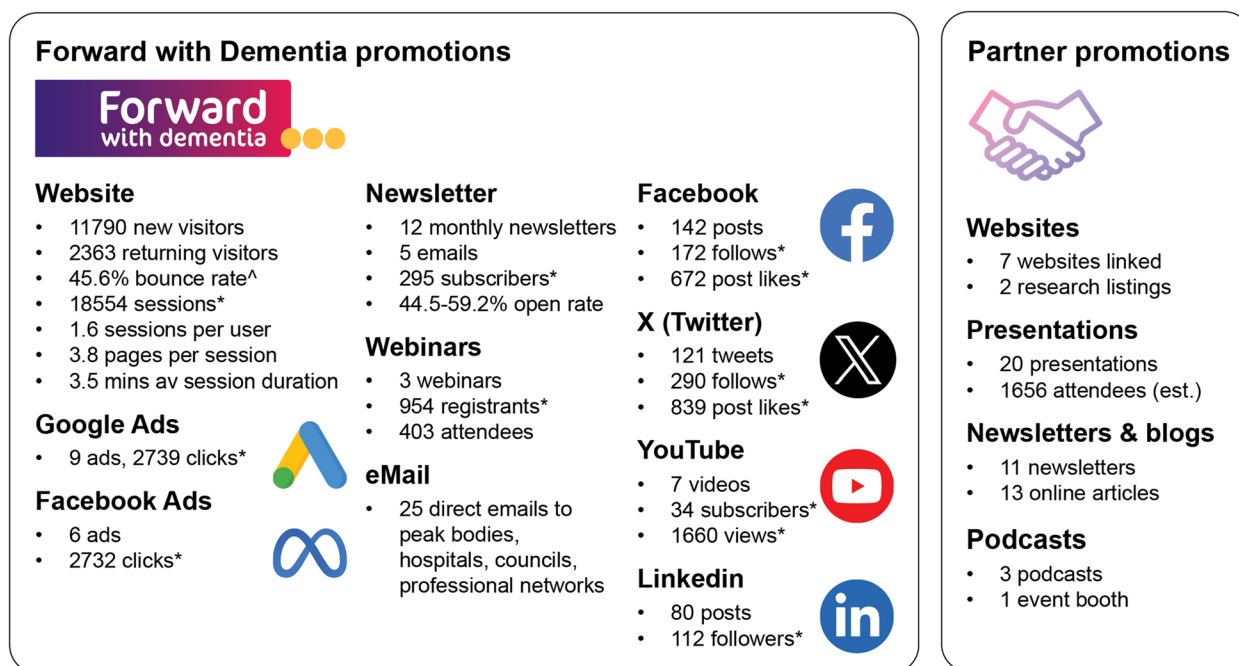 Forward with Dementia promotions
Forward
with dementia
Website
• 11790 new visitors
• 2363 returning visitors
• 45.6% bounce rate^
• 18554 sessions*
• 1.6 sessions per user
• 3.8 pages per session
• 3.5 mins av session duration
Google Ads
• 9 ads, 2739 clicks*
Facebook Ads
• 6 ads
• 2732 clicks*
Newsletter
• 12 monthly newsletters
• 5 emails
• 295 subscribers*
• 44.5-59.2% open rate
Webinars
• 3 webinars
• 954 registrants*
• 403 attendees
eMail
• 25 direct emails to
peak bodies,
hospitals, councils,
professional networks
Facebook
• 142 posts
• 172 follows*
• 672 post likes*
X (Twitter)
• 121 tweets
• 290 follows*
• 839 post likes*
YouTube
• 7 videos
• 34 subscribers*
• 1660 views*
Linkedin
• 80 posts
• 112 followers*
in
Partner promotions
Websites
• 7 websites linked
• 2 research listings
Presentations
• 20 presentations
• 1656 attendees (est.)
Newsletters & blogs
• 11 newsletters
• 13 online articles
Podcasts
• 3 podcasts
• 1 event booth